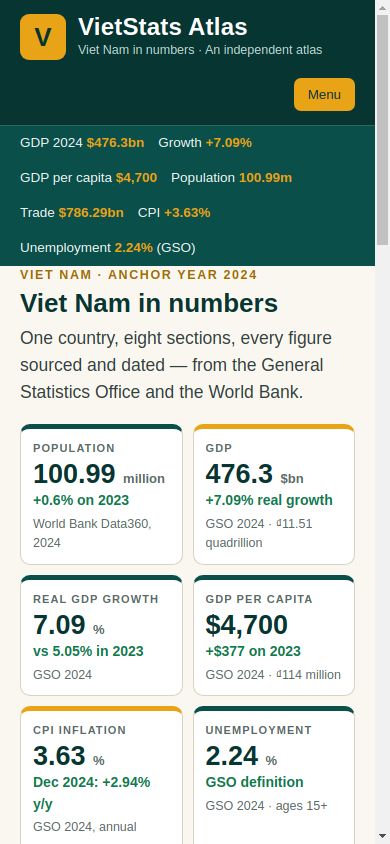 V
VietStats Atlas
Viet Nam in numbers · An independent atlas
Menu
GDP 2024 $476.3bn Growth +7.09%
GDP per capita $4,700 Population 100.99m
Trade $786.29bn CPI +3.63%
Unemployment 2.24% (GSO)
VIET NAM · ANCHOR YEAR 2024
Viet Nam in numbers
One country, eight sections, every figure
sourced and dated — from the General
Statistics Office and the World Bank.
POPULATION
100.99 million
+0.6% on 2023
World Bank Data360,
2024
GDP
476.3 $bn
+7.09% real growth
GSO 2024 · ₫11.51
quadrillion
REAL GDP GROWTH
7.09 %
vs 5.05% in 2023
GSO 2024
GDP PER CAPITA
$4,700
+$377 on 2023
GSO 2024 · ₫114 million
CPI INFLATION
3.63 %
Dec 2024: +2.94%
y/y
GSO 2024, annual
UNEMPLOYMENT
2.24 %
GSO definition
GSO 2024 · ages 15+